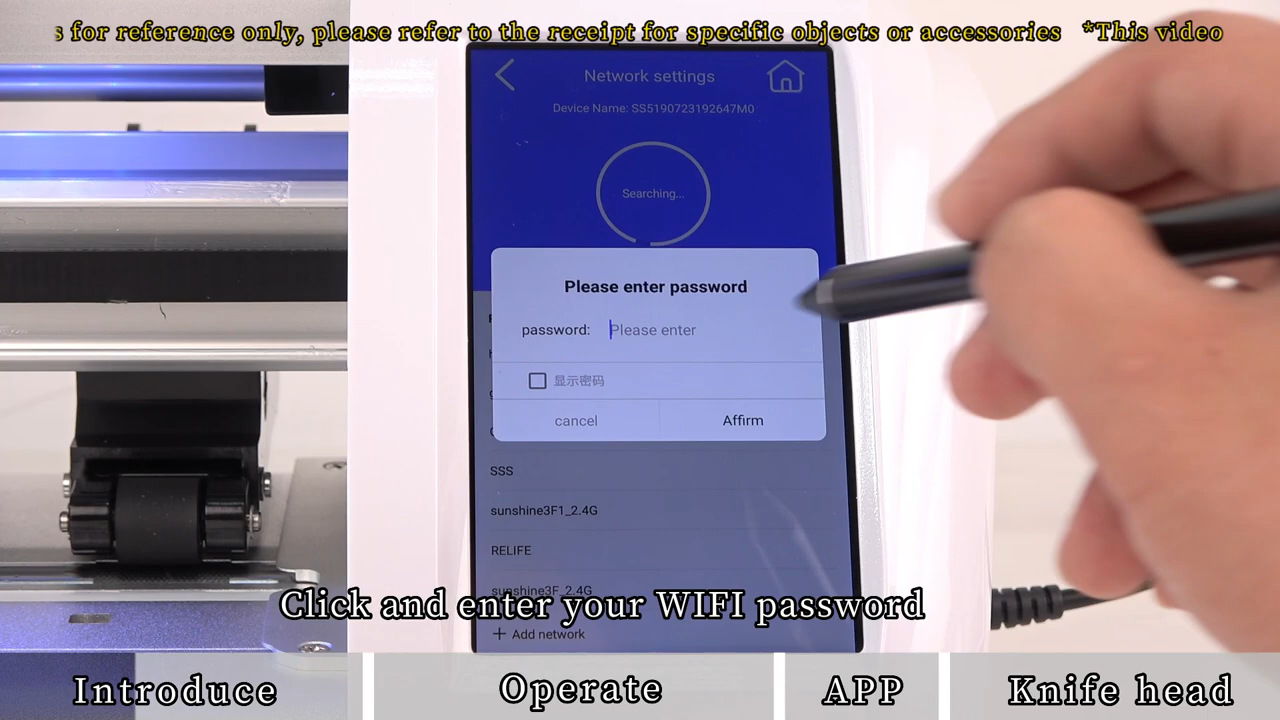 s for reference only, please refer to the receipt for specific objects or accessories *This video
Network settings
Device Name: SS5190723192647M0
Searching...
Please enter password
password: Please enter
显示密码
cancel Affirm
SSS
sunshine3F1_2.4G
RELIFE
sunshine3F_2.4G
Click and enter your WIFI password
+ Add network
Introduce Operate APP Knife head